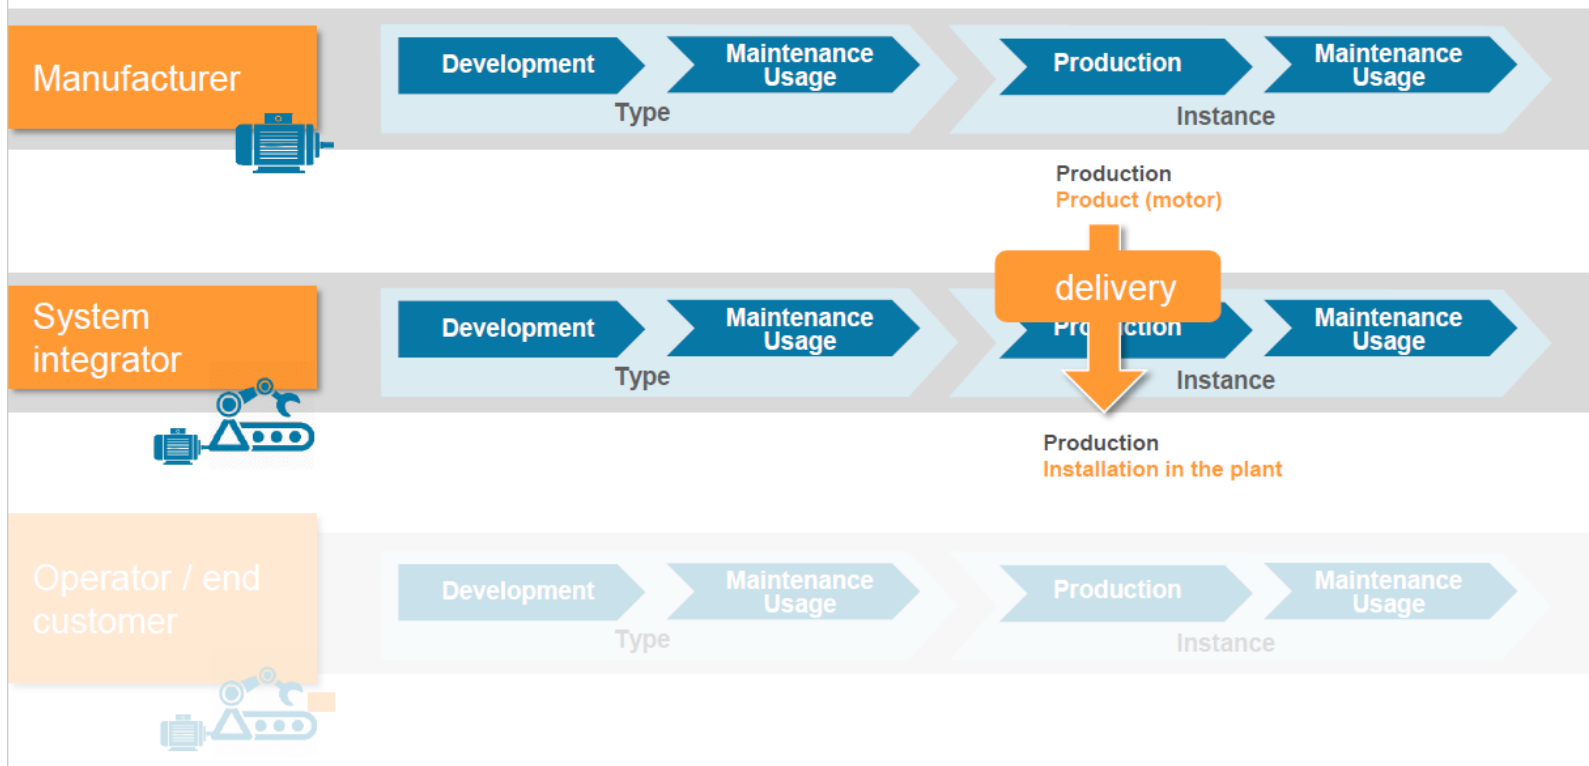 Manufacturer
Development
Maintenance
Usage
Type
Production
Maintenance
Usage
Instance
Production
Product (motor)
delivery
System
integrator
Development
Maintenance
Usage
Type
Production
Maintenance
Usage
Instance
Production
Installation in the plant
Operator / end
customer
Development
Maintenance
Usage
Type
Production
Maintenance
Usage
Instance